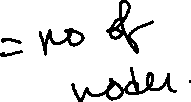 = no of
nodes.